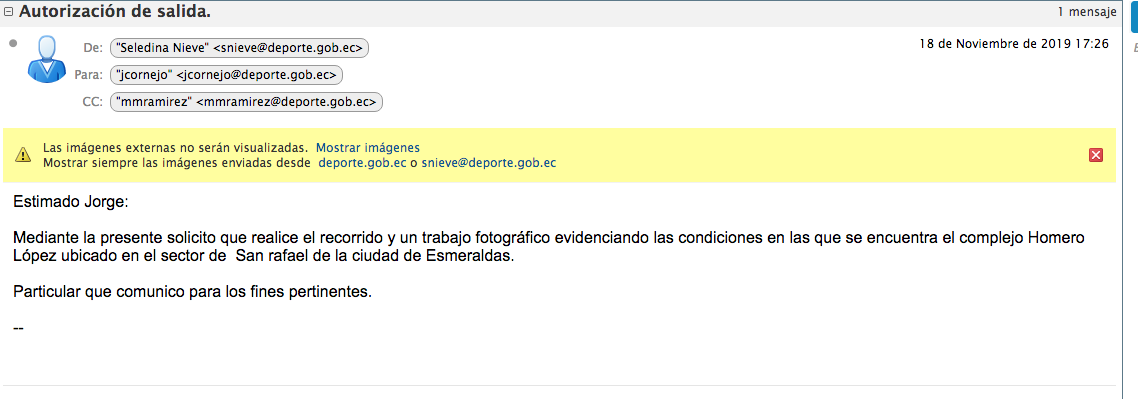 Autorización de salida.
1 mensaje
De: "Seledina Nieve" <snieve@deporte.gob.ec>
18 de Noviembre de 2019 17:26
Para: "jcornejo" <jcornejo@deporte.gob.ec>
CC: "mmramirez" <mmramirez@deporte.gob.ec>
Las imágenes externas no serán visualizadas. Mostrar imágenes
Mostrar siempre las imágenes enviadas desde deporte.gob.ec o snieve@deporte.gob.ec
Estimado Jorge:
Mediante la presente solicito que realice el recorrido y un trabajo fotográfico evidenciando las condiciones en las que se encuentra el complejo Homero
López ubicado en el sector de San rafael de la ciudad de Esmeraldas.
Particular que comunico para los fines pertinentes.
--